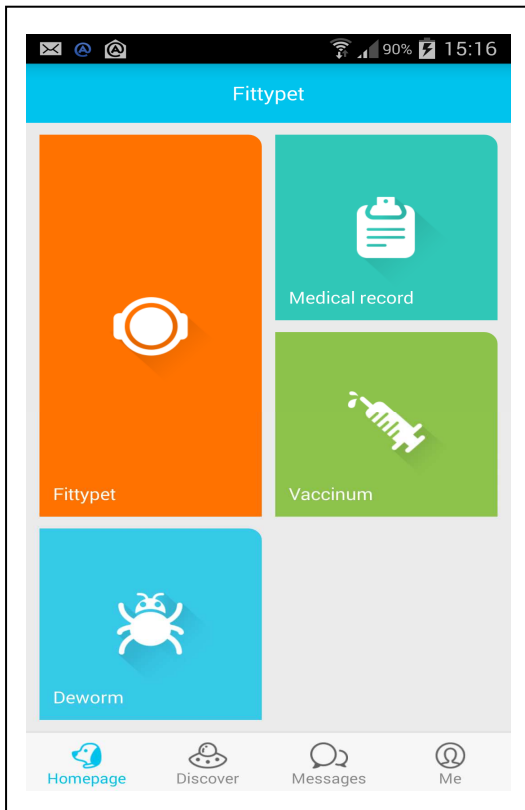 90% 15:16
Fittypet
Medical record
Fittypet
Vaccinum
Deworm
Homepage Discover Messages Me